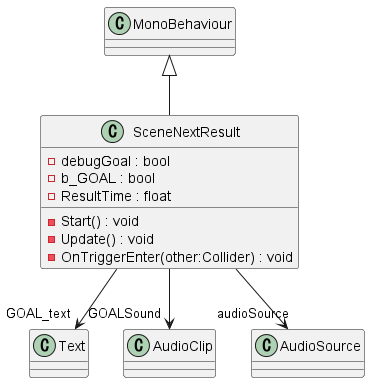 C MonoBehaviour
C SceneNextResult
debugGoal : bool
b_GOAL : bool
ResultTime : float
Start() : void
Update() : void
OnTriggerEnter(other:Collider) : void
GOAL_text GOALSound audioSource
C Text C AudioClip C AudioSource